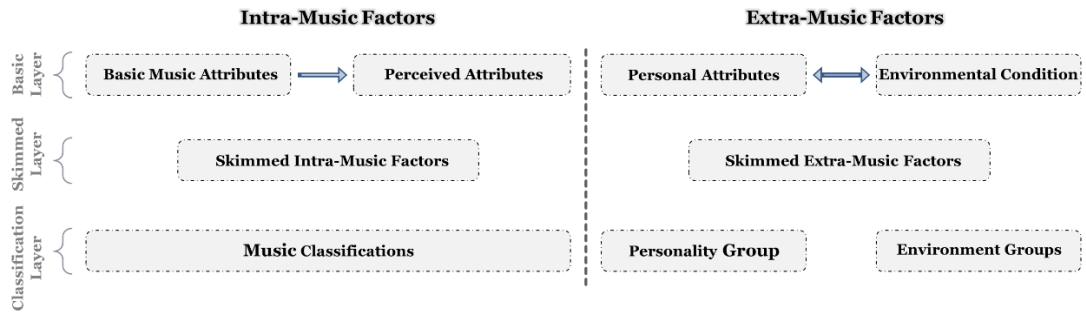 Intra-Music Factors
Extra-Music Factors
Basic Layer
Basic Music Attributes
Perceived Attributes
Personal Attributes
Environmental Condition
Skimmed Layer
Skimmed Intra-Music Factors
Skimmed Extra-Music Factors
Classification Layer
Music Classifications
Personality Group
Environment Groups